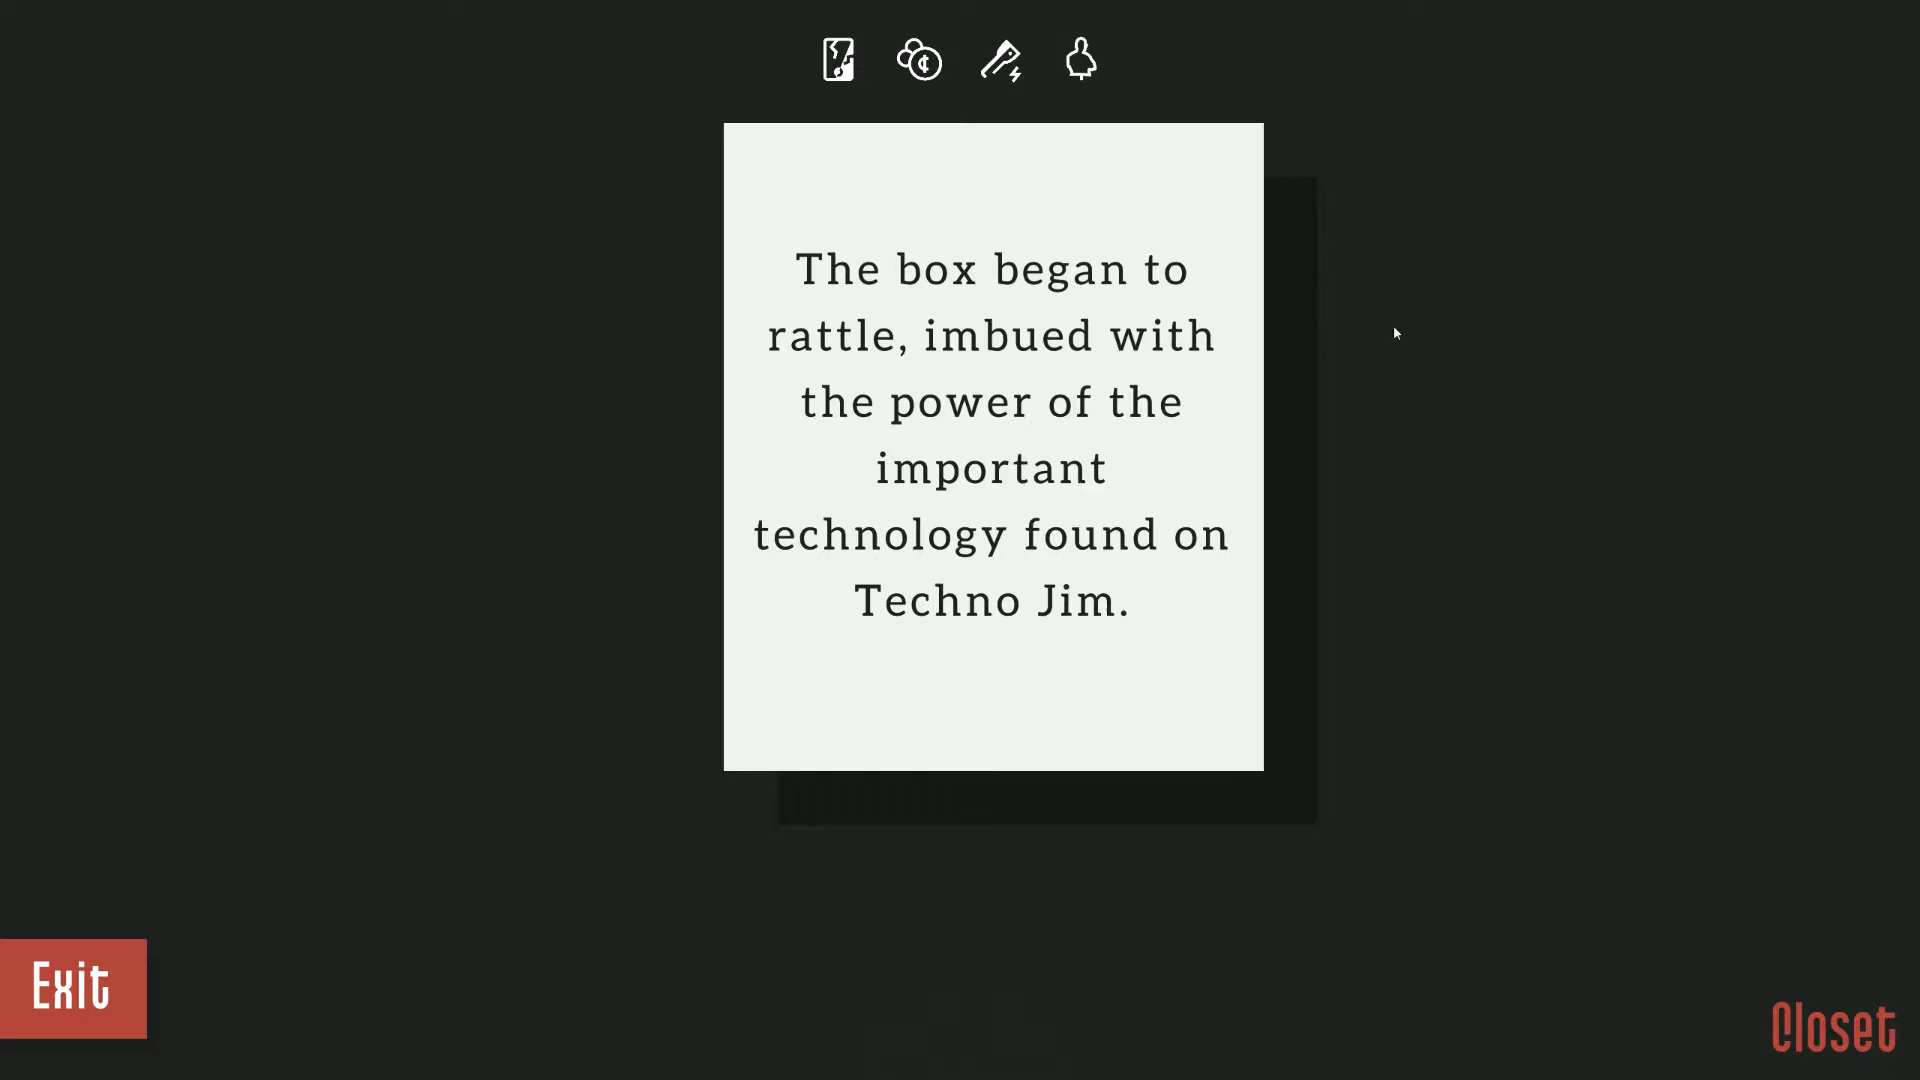 The box began to
rattle, imbued with
the power of the
important
technology found on
Techno Jim.
Exit
Closet